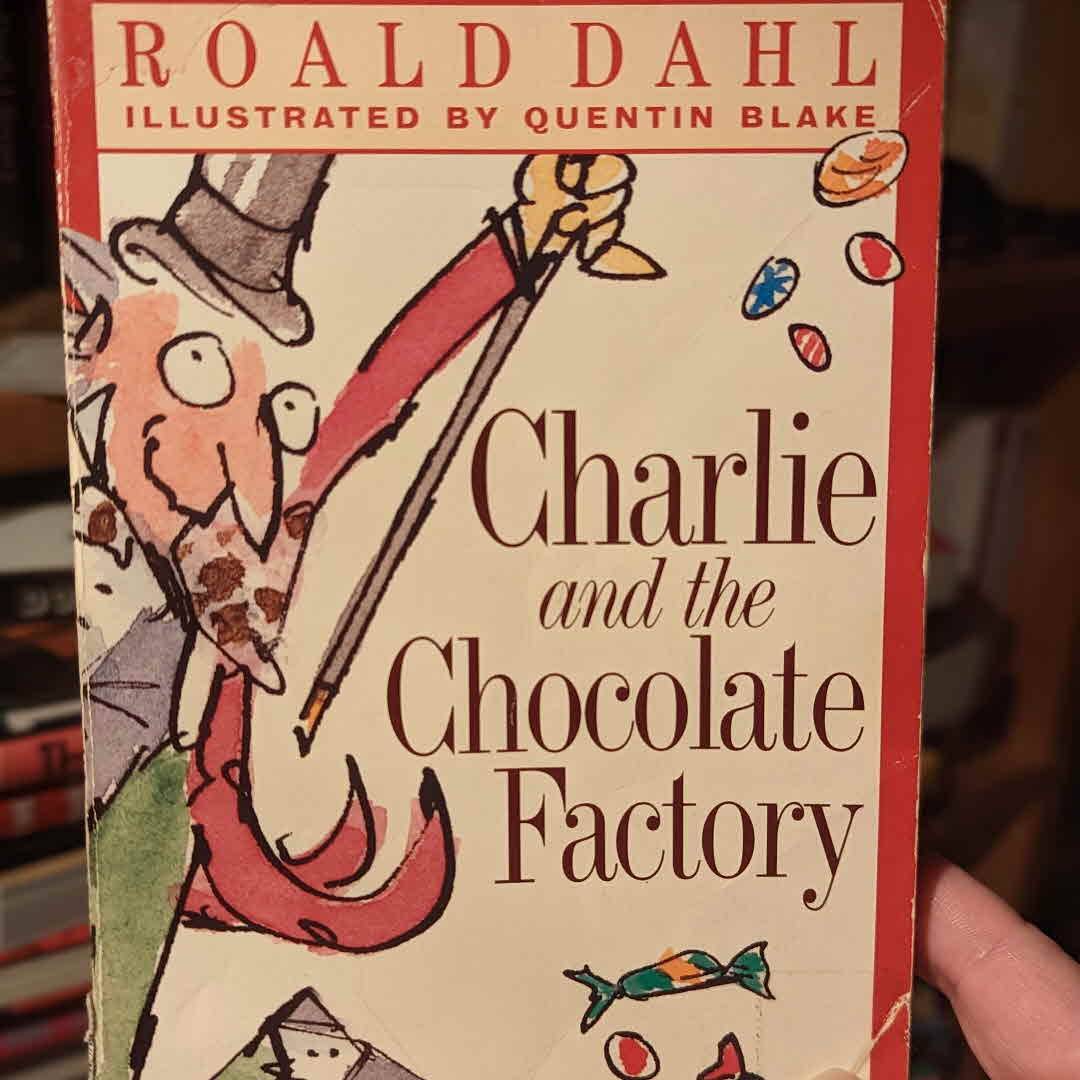 ROALD DAHL
ILLUSTRATED BY QUENTIN BLAKE
Charlie
and the
Chocolate
Factory